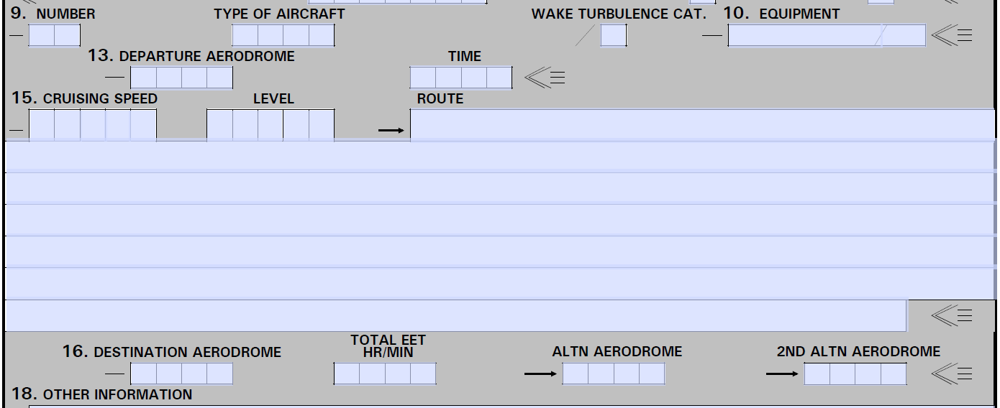 9. NUMBER TYPE OF AIRCRAFT WAKE TURBULENCE CAT. 10. EQUIPMENT
13. DEPARTURE AERODROME TIME
15. CRUISING SPEED LEVEL ROUTE
16. DESTINATION AERODROME TOTAL EET HR/MIN ALTN AERODROME 2ND ALTN AERODROME
18. OTHER INFORMATION